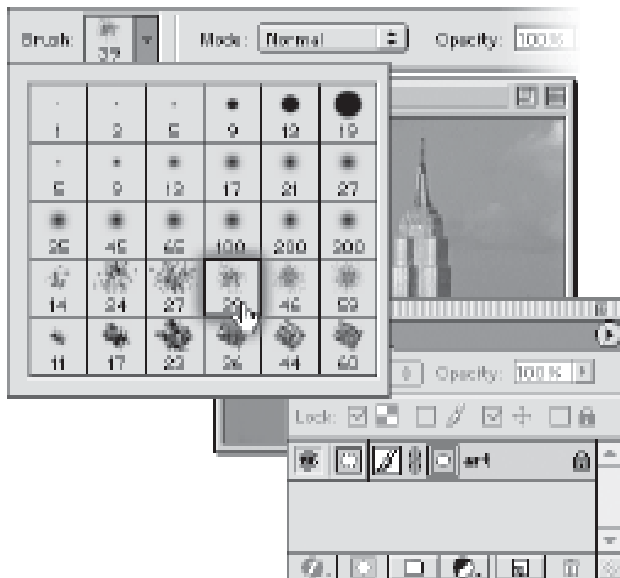 Brush: 39 Mode: Normal Opacity: 100%
1 3 5 9 13 19
5 9 13 17 21 27
35 45 65 100 200 300
14 24 27 39 46 59
11 17 23 36 44 60
Opacity: 100%
Lock:
art